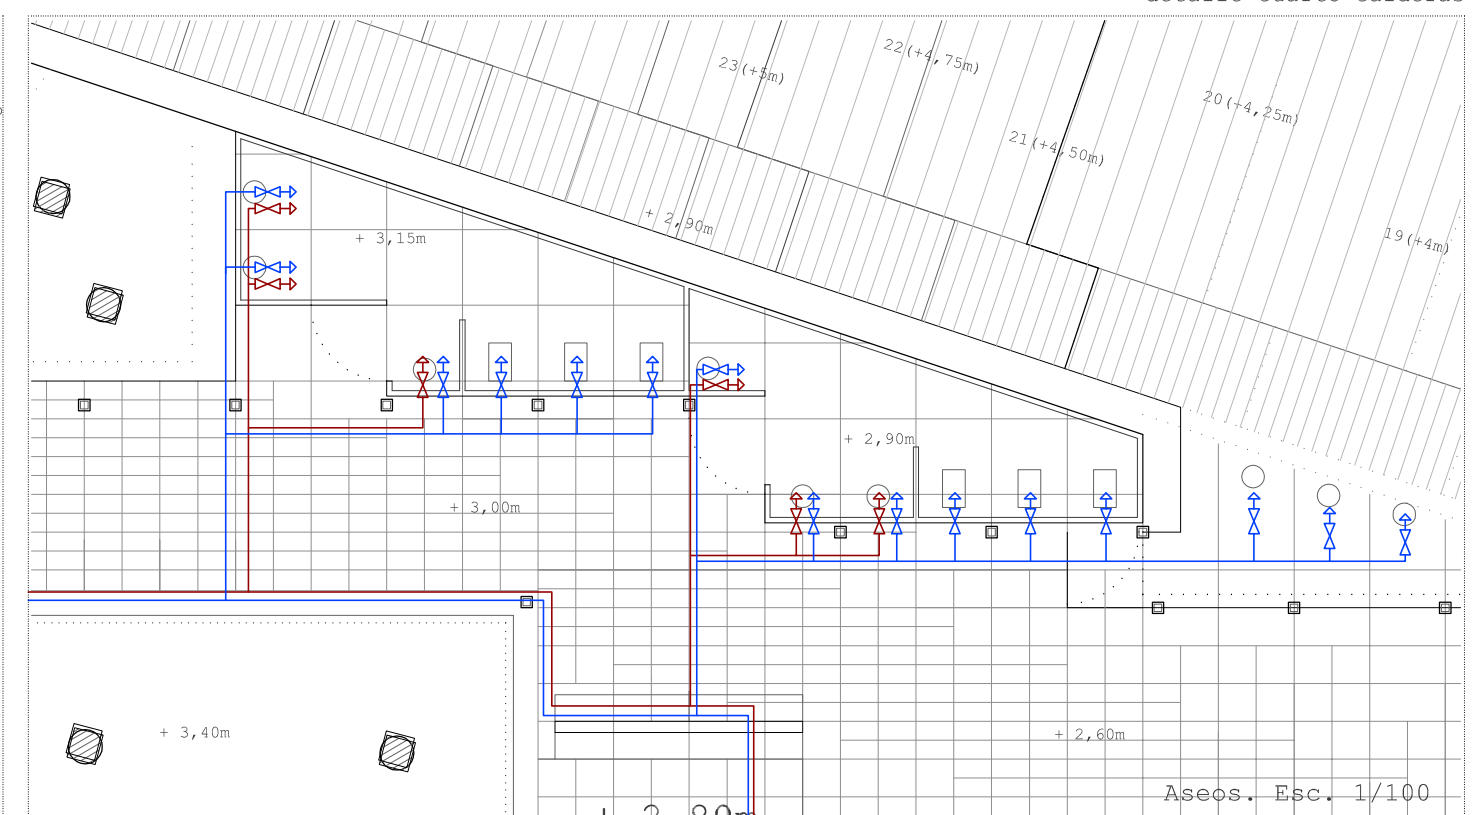 22(+4,75m)
23(+5m)
20(+4,25m)
21(+4,50m)
+ 2,90m
+ 3,15m
19(+4m)
+ 2,90m
+ 3,00m
+ 3,40m
+ 2,60m
Aseos. Esc. 1/100